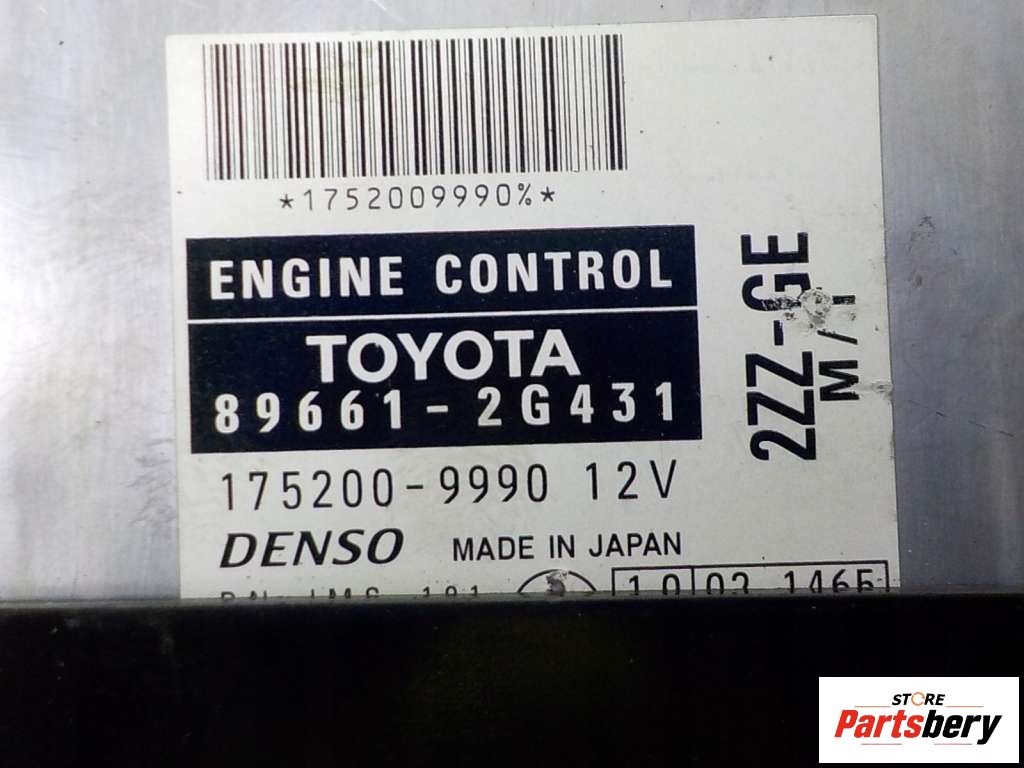 *1752009990%*
ENGINE CONTROL
TOYOTA
89661-2G431
175200-9990 12V
DENSO MADE IN JAPAN
2ZZ-GE
M/T
STORE
Partsbery